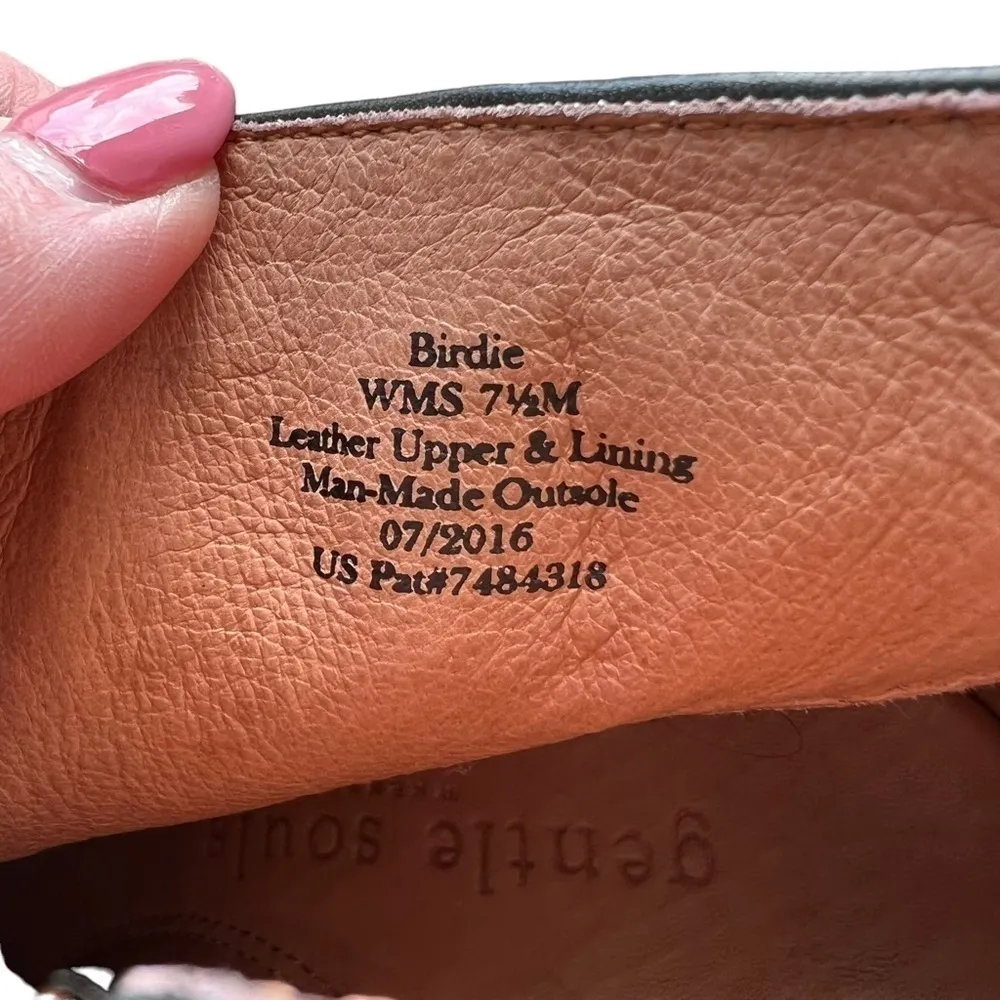 Birdie
WMS 7½M
Leather Upper & Lining
Man-Made Outsole
07/2016
US Pat#7484318
gentle souls